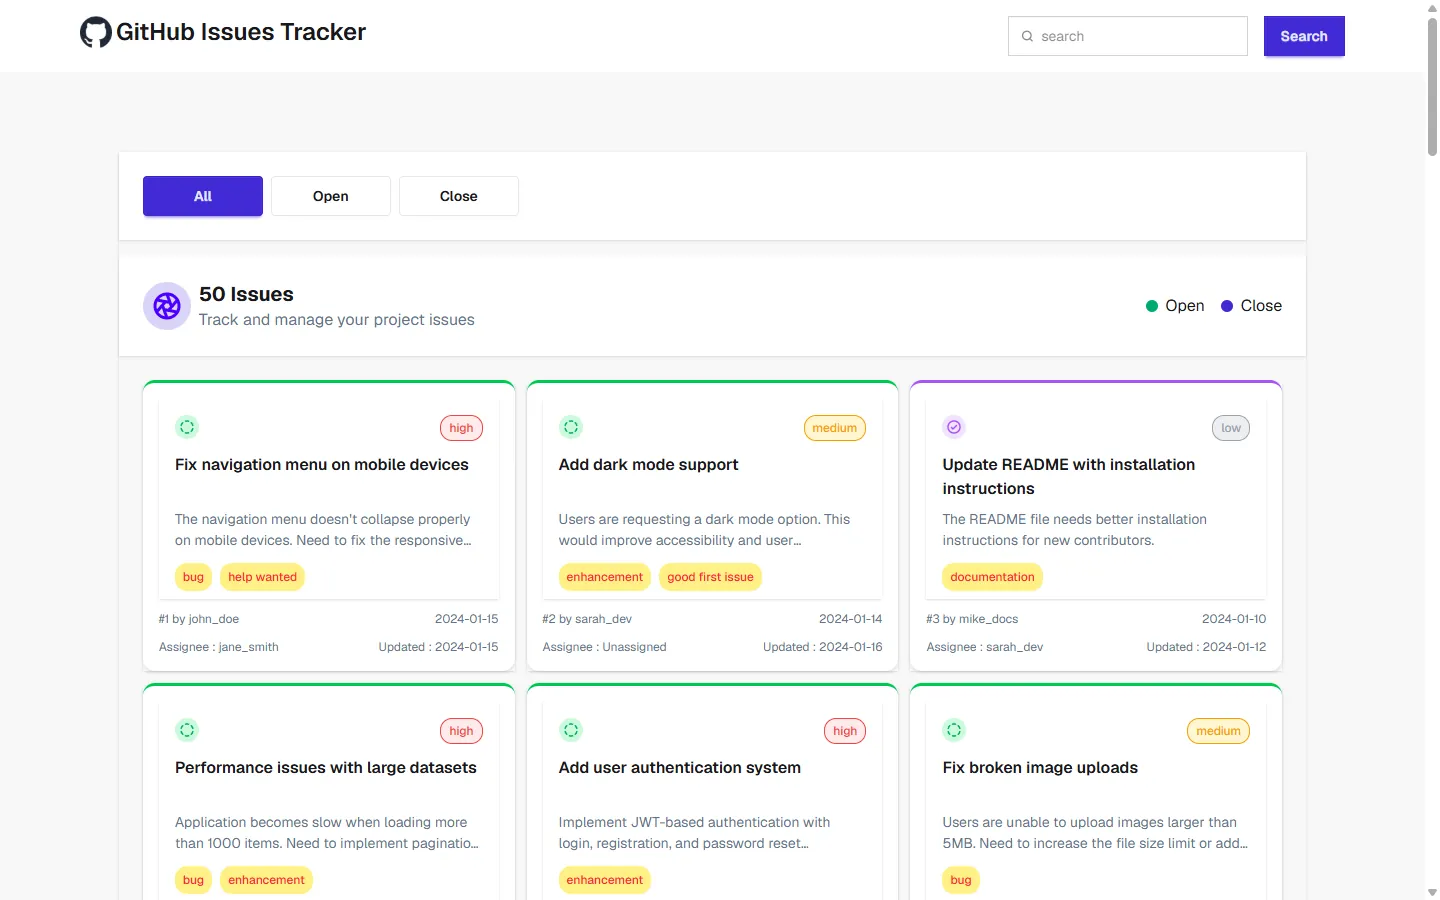 GitHub Issues Tracker
search
Search
All
Open
Close
50 Issues
Track and manage your project issues
Open
Close
high
Fix navigation menu on mobile devices
The navigation menu doesn't collapse properly
on mobile devices. Need to fix the responsive...
bug
help wanted
#1 by john_doe
2024-01-15
Assignee : jane_smith
Updated : 2024-01-15
medium
Add dark mode support
Users are requesting a dark mode option. This
would improve accessibility and user...
enhancement
good first issue
#2 by sarah_dev
2024-01-14
Assignee : Unassigned
Updated : 2024-01-16
low
Update README with installation
instructions
The README file needs better installation
instructions for new contributors.
documentation
#3 by mike_docs
2024-01-10
Assignee : sarah_dev
Updated : 2024-01-12
high
Performance issues with large datasets
Application becomes slow when loading more
than 1000 items. Need to implement paginatio...
bug
enhancement
high
Add user authentication system
Implement JWT-based authentication with
login, registration, and password reset...
enhancement
medium
Fix broken image uploads
Users are unable to upload images larger than
5MB. Need to increase the file size limit or add...
bug